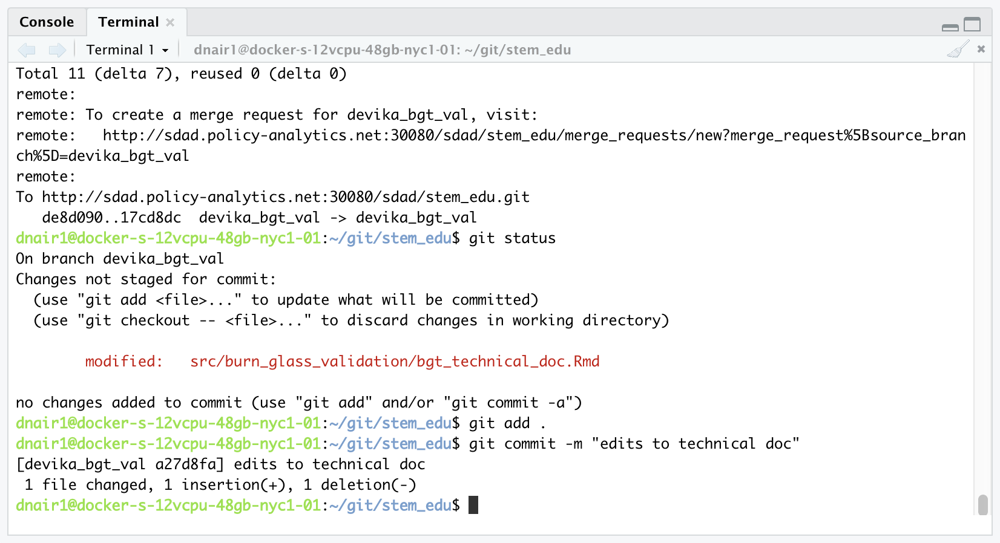 Console Terminal
Terminal 1 dnair1@docker-s-12vcpu-48gb-nyc1-01: ~/git/stem_edu
Total 11 (delta 7), reused 0 (delta 0)
remote:
remote: To create a merge request for devika_bgt_val, visit:
remote:   http://sdad.policy-analytics.net:30080/sdad/stem_edu/merge_requests/new?merge_request%5Bsource_bran
ch%5D=devika_bgt_val
remote:
To http://sdad.policy-analytics.net:30080/sdad/stem_edu.git
   de8d090..17cd8dc  devika_bgt_val -> devika_bgt_val
dnair1@docker-s-12vcpu-48gb-nyc1-01:~/git/stem_edu$ git status
On branch devika_bgt_val
Changes not staged for commit:
  (use "git add <file>..." to update what will be committed)
  (use "git checkout -- <file>..." to discard changes in working directory)
        modified:   src/burn_glass_validation/bgt_technical_doc.Rmd
no changes added to commit (use "git add" and/or "git commit -a")
dnair1@docker-s-12vcpu-48gb-nyc1-01:~/git/stem_edu$ git add .
dnair1@docker-s-12vcpu-48gb-nyc1-01:~/git/stem_edu$ git commit -m "edits to technical doc"
[devika_bgt_val a27d8fa] edits to technical doc
 1 file changed, 1 insertion(+), 1 deletion(-)
dnair1@docker-s-12vcpu-48gb-nyc1-01:~/git/stem_edu$